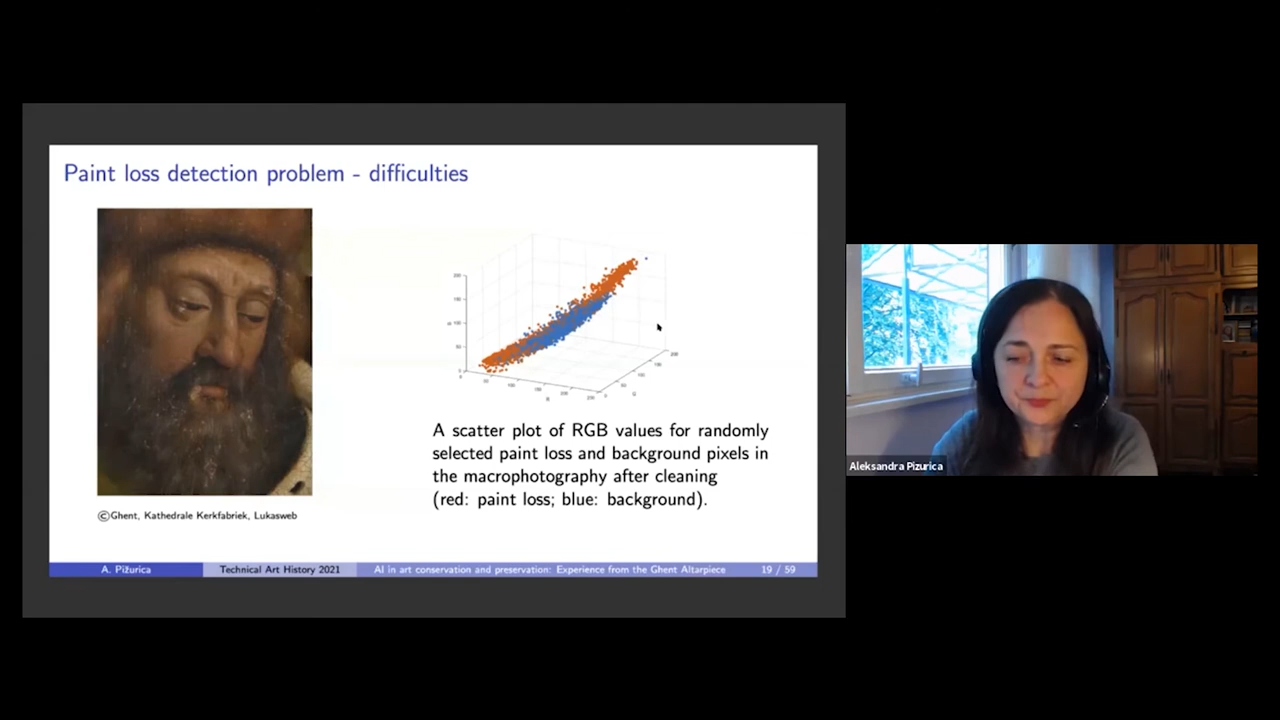 Paint loss detection problem - difficulties
A scatter plot of RGB values for randomly
selected paint loss and background pixels in
the macrophotography after cleaning
(red: paint loss; blue: background).
©Ghent, Kathedrale Kerkfabriek, Lukasweb
A. Pižurica
Technical Art History 2021
AI in art conservation and preservation: Experience from the Ghent Altarpiece
19 / 59
Aleksandra Pizurica